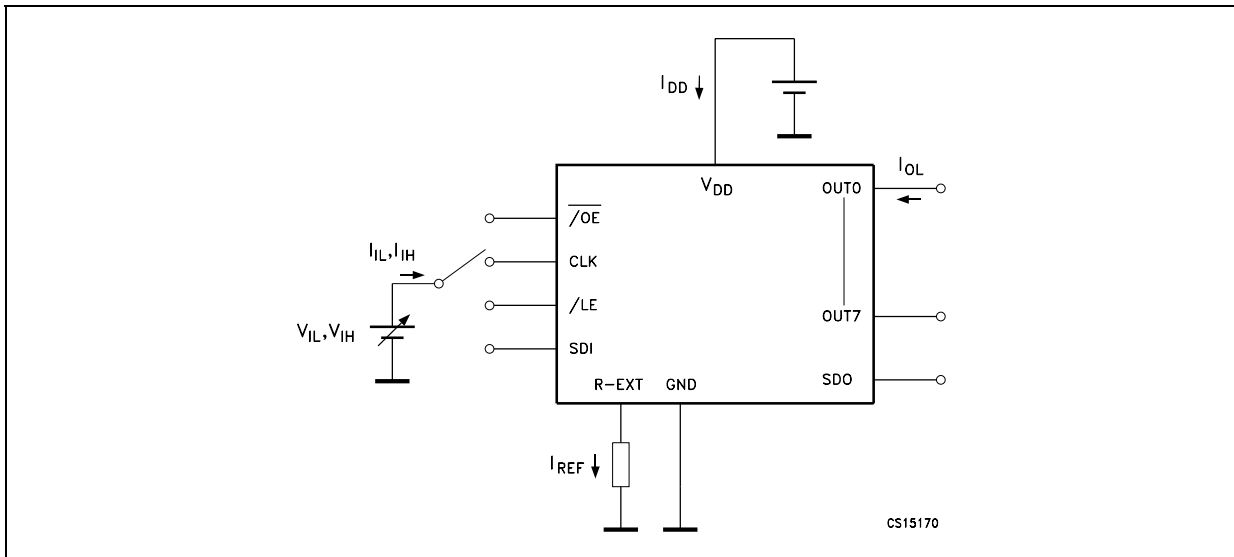 I_DD
V_DD
OUT0
I_OL
/OE
I_IL,I_IH
CLK
/LE
OUT7
V_IL,V_IH
SDI
SDO
R-EXT
GND
I_REF
CS15170